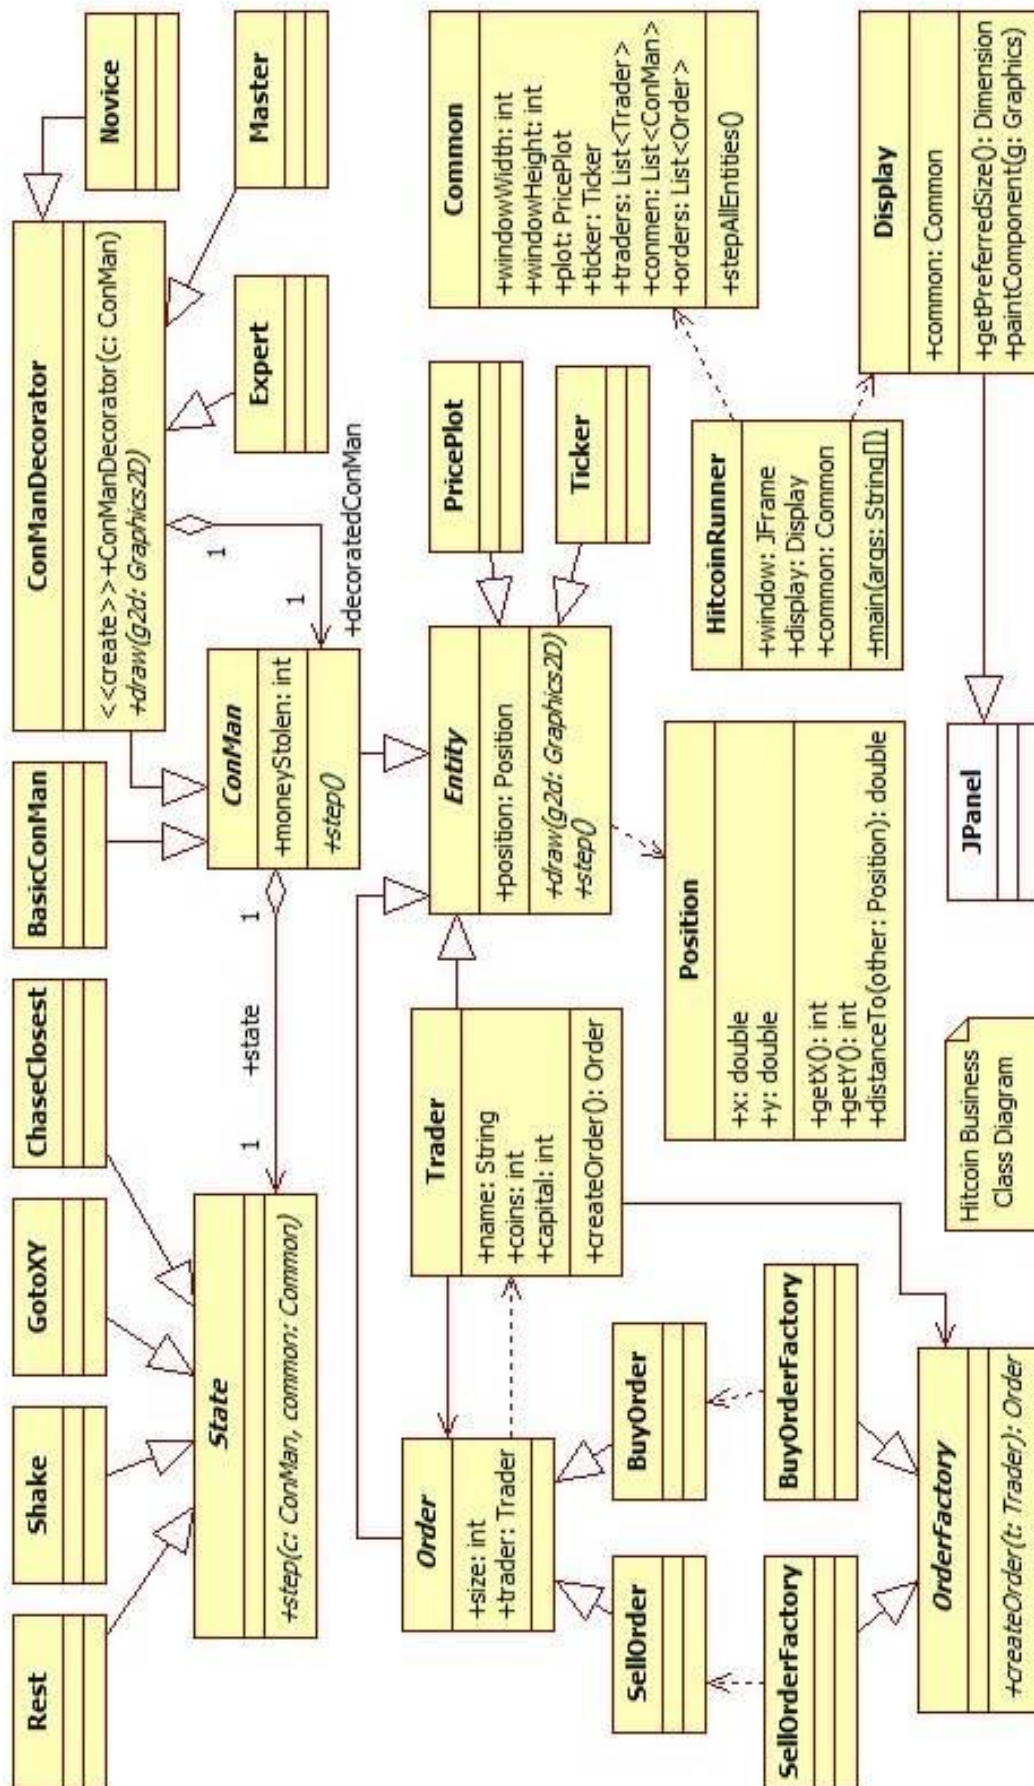 Rest
Shake
GotoXY
ChaseClosest
BasicConMan
ConManDecorator
<<create>>+ConManDecorator(c: ConMan)
+draw(g2d: Graphics2D)
Novice
State
+step(c: ConMan, common: Common)
1
+state
1
ConMan
+moneyStolen: int
+step()
1
1
+decoratedConMan
Expert
Master
Order
+size: int
+trader: Trader
Trader
+name: String
+coins: int
+capital: int
+createOrder(): Order
Entity
+position: Position
+draw(g2d: Graphics2D)
+step()
PricePlot
Ticker
Common
+windowWidth: int
+windowHeight: int
+plot: PricePlot
+ticker: Ticker
+traders: List<Trader>
+conmen: List<ConMan>
+orders: List<Order>
+stepAllEntities()
SellOrder
BuyOrder
Position
+x: double
+y: double
+getX(): int
+getY(): int
+distanceTo(other: Position): double
HitcoinRunner
+window: JFrame
+display: Display
+common: Common
+main(args: String[])
SellOrderFactory
BuyOrderFactory
OrderFactory
+createOrder(t: Trader): Order
Hitcoin Business
Class Diagram
JPanel
Display
+common: Common
+getPreferredSize(): Dimension
+paintComponent(g: Graphics)